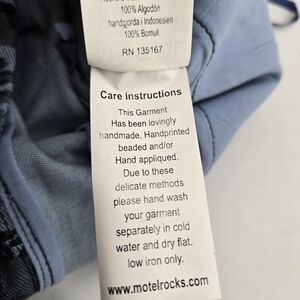 100% Algodón
handgjorda i Indonesien
100% Bomull
RN 135167
Care instructions
This Garment
Has been lovingly
handmade, Handprinted
beaded and/or
Hand appliqued.
Due to these
delicate methods
please hand wash
your garment
separately in cold
water and dry flat.
low iron only.
www.motelrocks.com